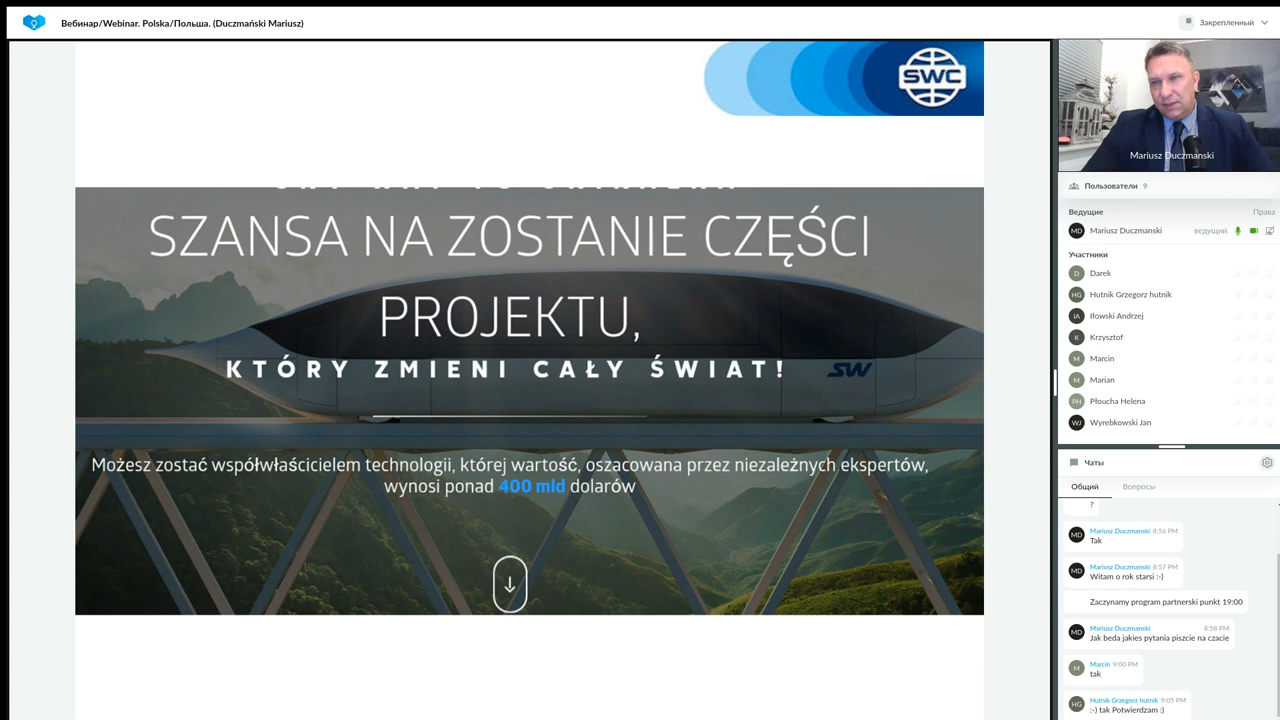 Вебинар/Webinar. Polska/Польша. (Duczmański Mariusz)
Закрепленный
SWC
SZANSA NA ZOSTANIE CZĘŚCI
PROJEKTU,
KTÓRY ZMIENI CAŁY ŚWIAT!
SW
Możesz zostać współwłaścicielem technologii, której wartość, oszacowana przez niezależnych ekspertów,
wynosi ponad 400 mld dolarów
Mariusz Duczmanski
Пользователи 9
Ведущие Права
MD Mariusz Duczmanski ведущий
Участники
D Darek
HG Hutnik Grzegorz hutnik
IA Iłowski Andrzej
K Krzysztof
M Marcin
M Marian
PH Płoucha Helena
WJ Wyrebkowski Jan
Чаты
Общий Вопросы
?
MD Mariusz Duczmanski 8:56 PM
Tak
MD Mariusz Duczmanski 8:57 PM
Witam o rok starsi :-)
Zaczynamy program partnerski punkt 19:00
MD Mariusz Duczmanski 8:58 PM
Jak beda jakies pytania piszcie na czacie
M Marcin 9:00 PM
tak
HG Hutnik Grzegorz hutnik 9:05 PM
:-) tak Potwierdzam :)